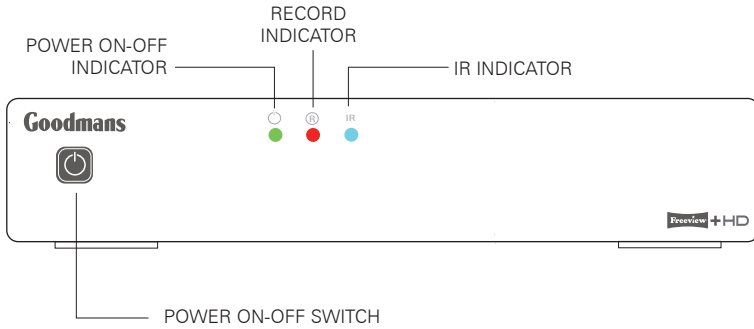 RECORD
INDICATOR
POWER ON-OFF
INDICATOR
IR INDICATOR
Goodmans
R IR
Freeview +HD
POWER ON-OFF SWITCH